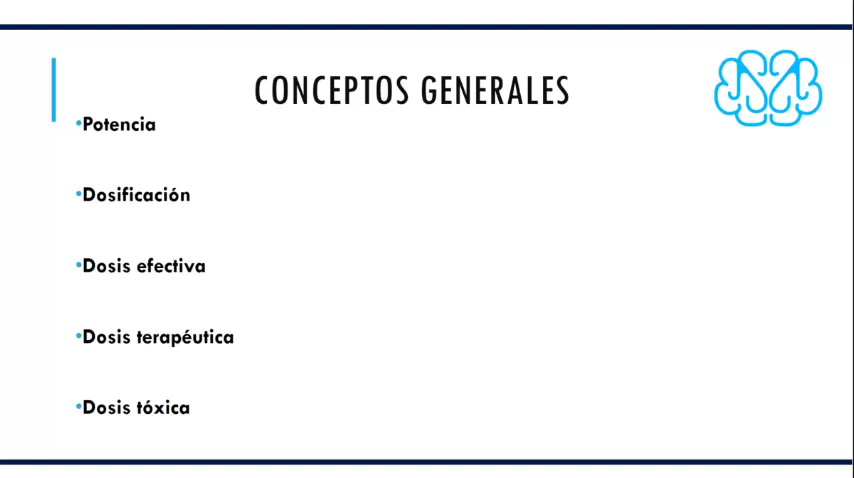 CONCEPTOS GENERALES
•Potencia
•Dosificación
•Dosis efectiva
•Dosis terapéutica
•Dosis tóxica